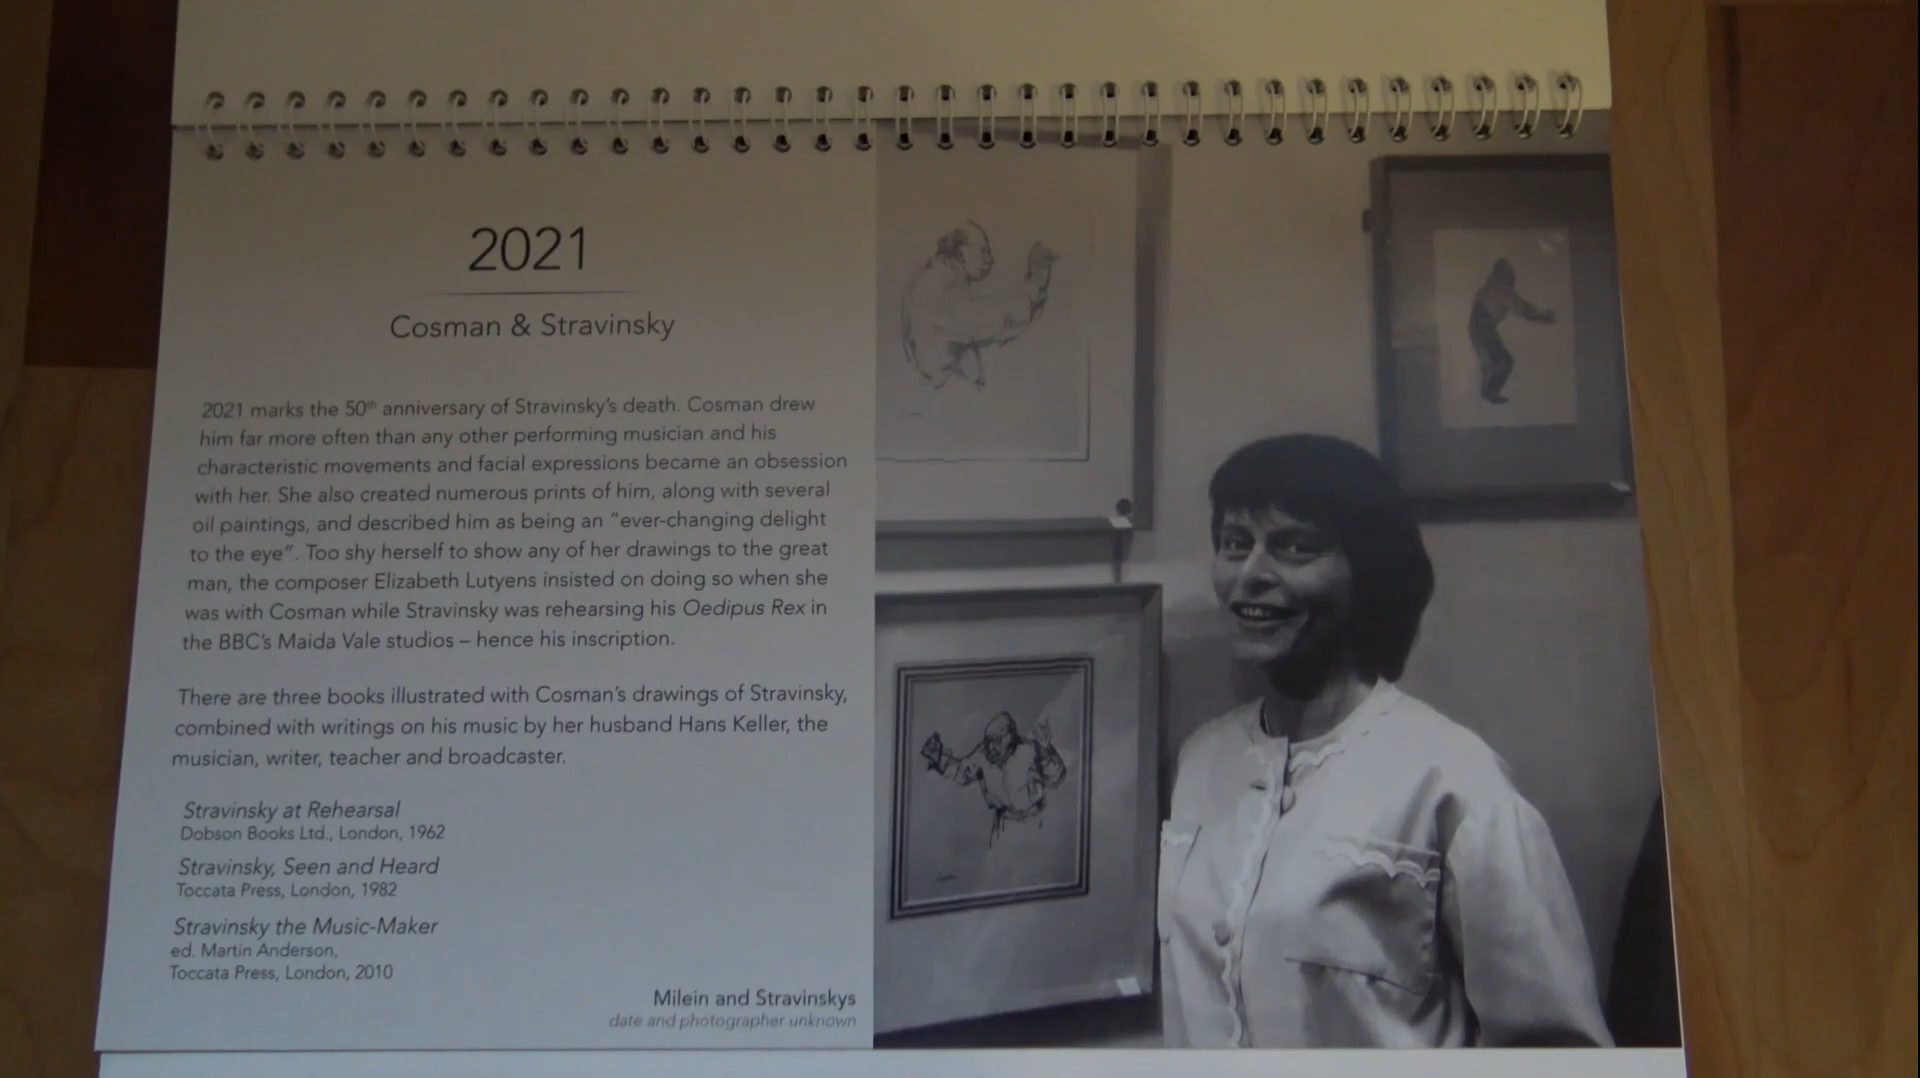 2021
Cosman & Stravinsky
2021 marks the 50th anniversary of Stravinsky's death. Cosman drew
him far more often than any other performing musician and his
characteristic movements and facial expressions became an obsession
with her. She also created numerous prints of him, along with several
oil paintings, and described him as being an "ever-changing delight
to the eye". Too shy herself to show any of her drawings to the great
man, the composer Elizabeth Lutyens insisted on doing so when she
was with Cosman while Stravinsky was rehearsing his Oedipus Rex in
the BBC's Maida Vale studios – hence his inscription.
There are three books illustrated with Cosman's drawings of Stravinsky,
combined with writings on his music by her husband Hans Keller, the
musician, writer, teacher and broadcaster.
Stravinsky at Rehearsal
Dobson Books Ltd., London, 1962
Stravinsky, Seen and Heard
Toccata Press, London, 1982
Stravinsky the Music-Maker
ed. Martin Anderson,
Toccata Press, London, 2010
Milein and Stravinskys
date and photographer unknown